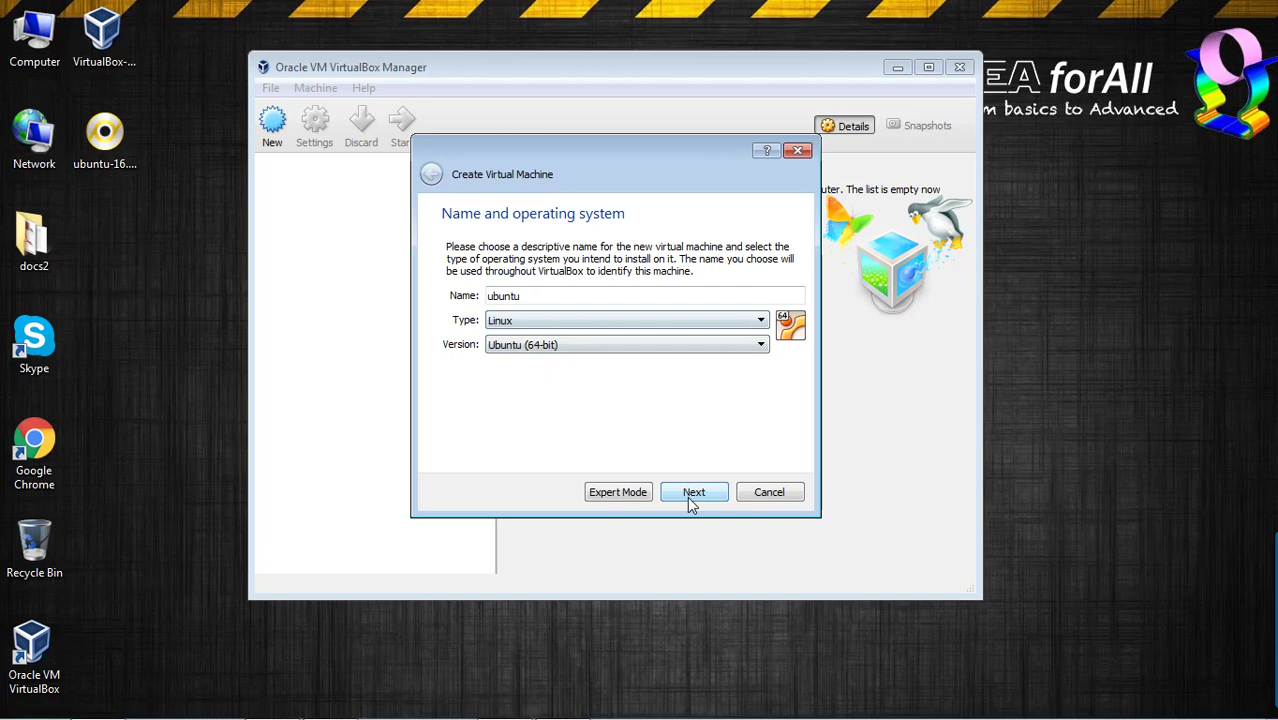 Computer
VirtualBox-...
Network
ubuntu-16....
docs2
Skype
Google
Chrome
Recycle Bin
Oracle VM
VirtualBox
EA forAll
m basics to Advanced
Oracle VM VirtualBox Manager
File Machine Help
New Settings Discard Star
Details Snapshots
uter. The list is empty now
?
Create Virtual Machine
Name and operating system
Please choose a descriptive name for the new virtual machine and select the
type of operating system you intend to install on it. The name you choose will
be used throughout VirtualBox to identify this machine.
Name: ubuntu
Type: Linux
64
Version: Ubuntu (64-bit)
Expert Mode Next Cancel